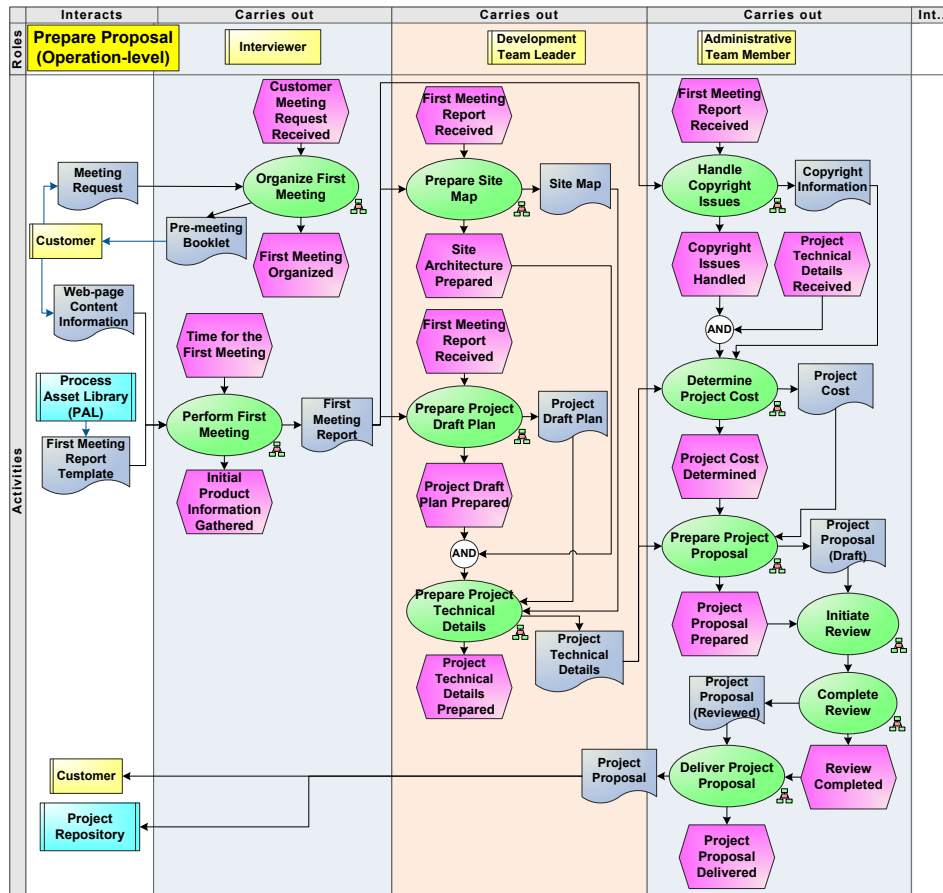 Interacts
Carries out
Carries out
Carries out
Int..
Roles
Prepare Proposal
(Operation-level)
Interviewer
Development
Team Leader
Administrative
Team Member
Activities
Customer
Meeting
Request
Received
First Meeting
Report
Received
First Meeting
Report
Received
Meeting
Request
Organize First
Meeting
Prepare Site
Map
Site Map
Handle
Copyright
Issues
Copyright
Information
Customer
Pre-meeting
Booklet
First Meeting
Organized
Site
Architecture
Prepared
Copyright
Issues
Handled
Project
Technical
Details
Received
Web-page
Content
Information
Time for the
First Meeting
First Meeting
Report
Received
AND
Process
Asset Library
(PAL)
Perform First
Meeting
First
Meeting
Report
Prepare Project
Draft Plan
Project
Draft Plan
Determine
Project Cost
Project
Cost
First Meeting
Report
Template
Initial
Product
Information
Gathered
Project Draft
Plan Prepared
Project Cost
Determined
AND
Prepare Project
Proposal
Project
Proposal
(Draft)
Prepare Project
Technical
Details
Project
Technical
Details
Project
Proposal
Prepared
Initiate
Review
Project
Technical
Details
Prepared
Project
Proposal
(Reviewed)
Complete
Review
Customer
Project
Proposal
Deliver Project
Proposal
Review
Completed
Project
Repository
Project
Proposal
Delivered